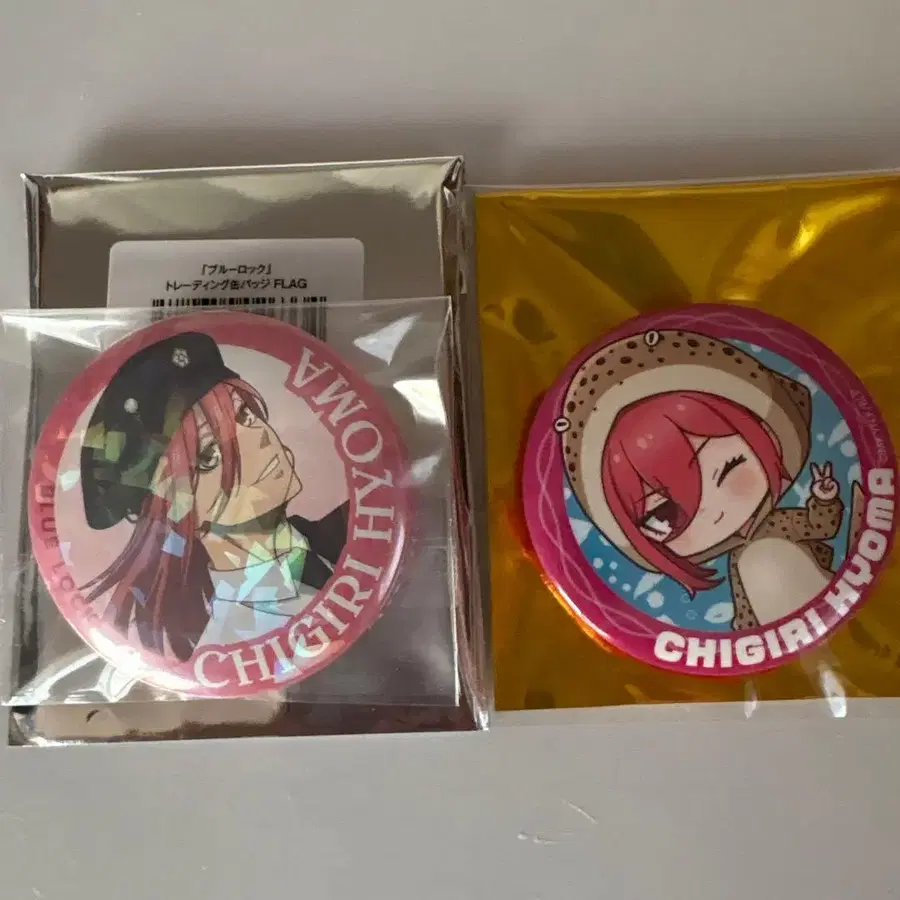 「ブルーロック」
トレーディング缶バッジ FLAG
CHIGIRI HYOMA
BLUE LOCK
CHIGIRI HYOMA